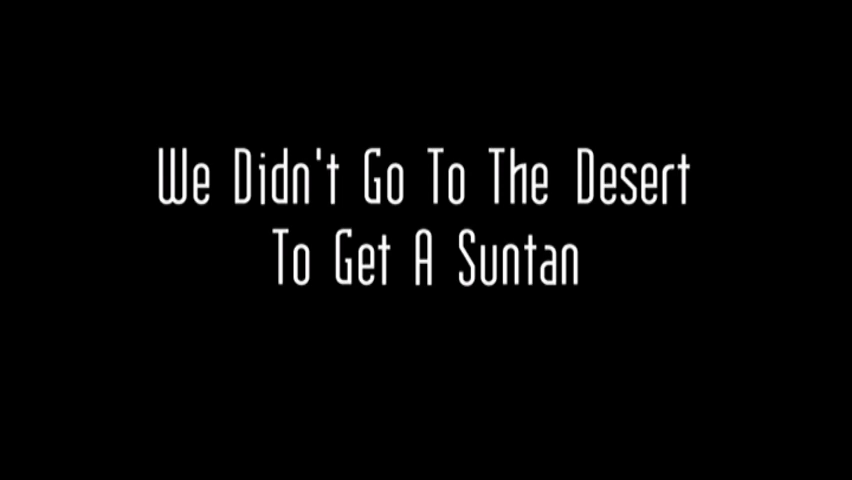 We Didn't Go To The Desert
To Get A Suntan